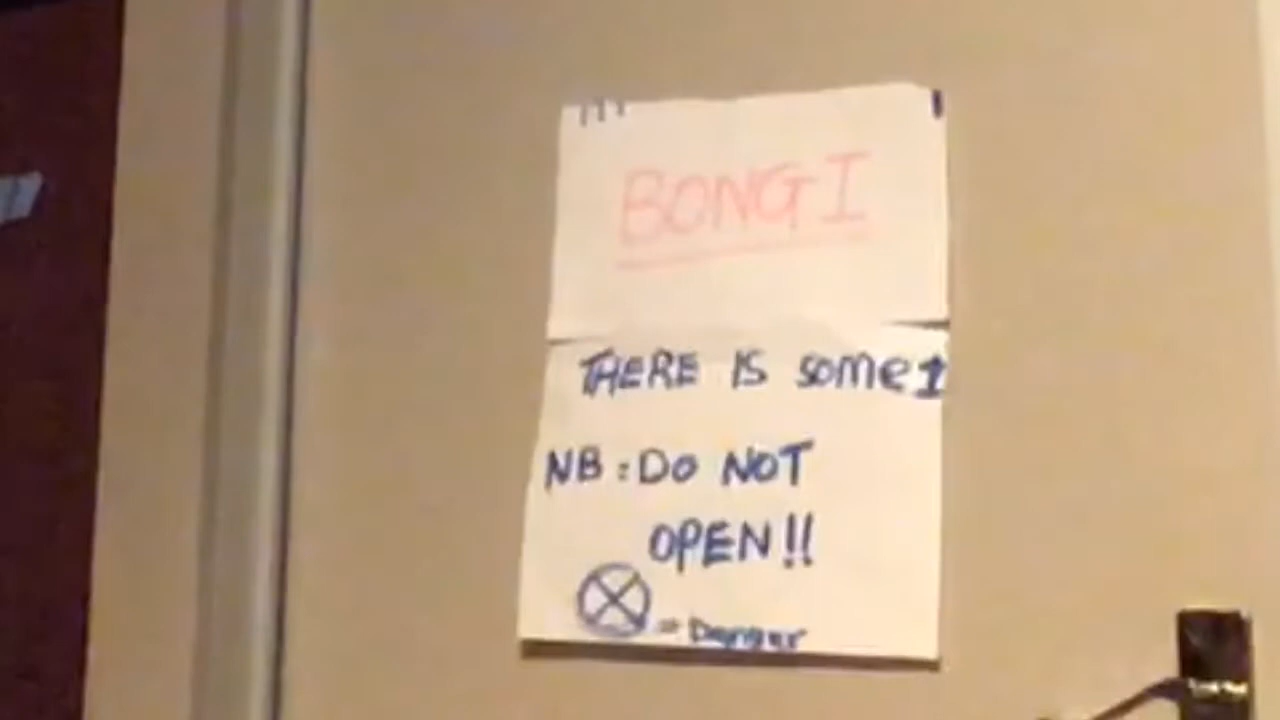 BONGI
THERE IS some1
NB : DO NOT
OPEN!!
= Danger